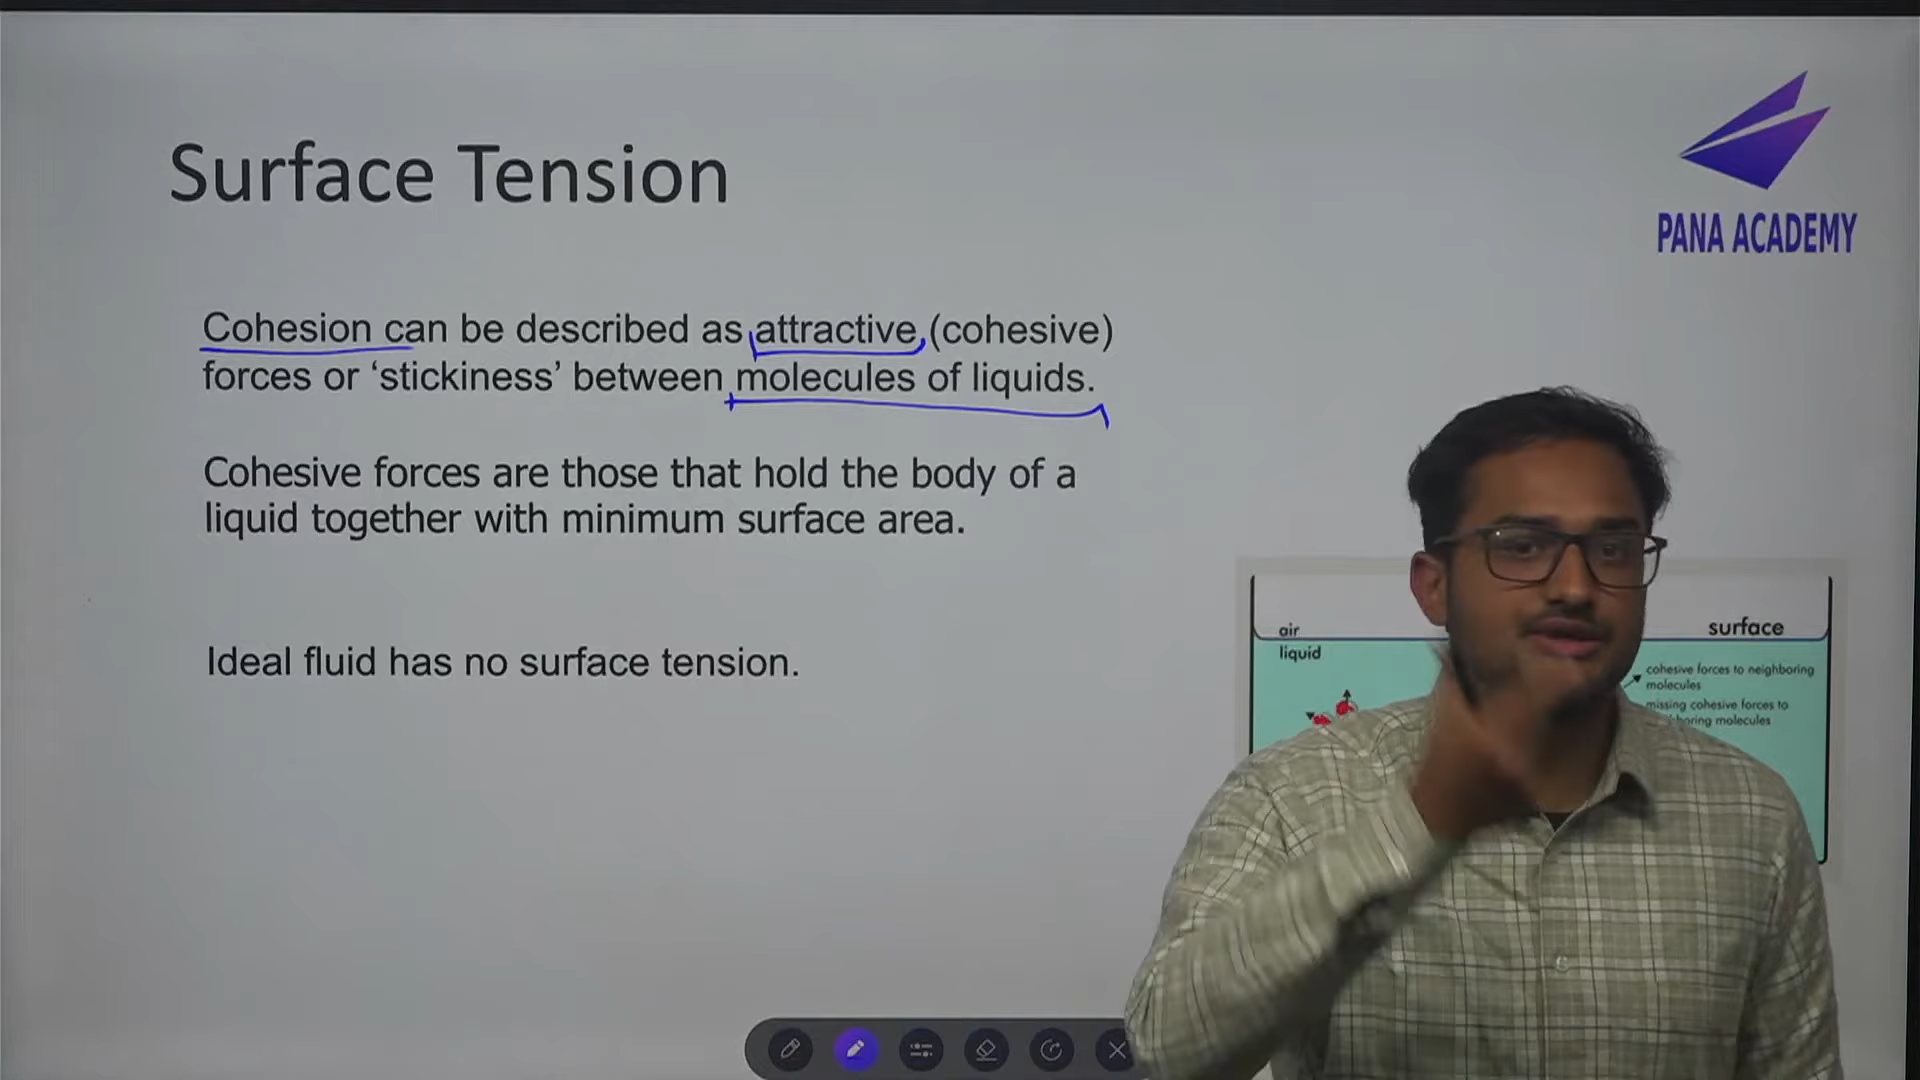 Surface Tension
PANA ACADEMY
Cohesion can be described as attractive (cohesive)
forces or ‘stickiness’ between molecules of liquids.
Cohesive forces are those that hold the body of a
liquid together with minimum surface area.
Ideal fluid has no surface tension.
air
surface
liquid
cohesive forces to neighboring
molecules
missing cohesive forces to
molecules